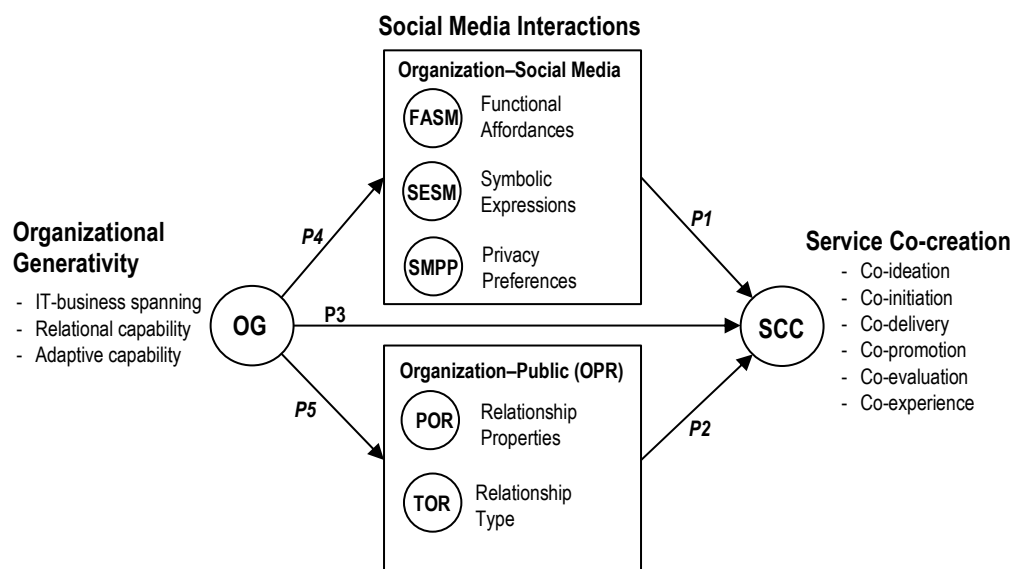 Social Media Interactions
Organization–Social Media
FASM
Functional
Affordances
SESM
Symbolic
Expressions
SMPP
Privacy
Preferences
P4
P1
Organizational
Generativity
- IT-business spanning
- Relational capability
- Adaptive capability
OG
P3
SCC
Service Co-creation
- Co-ideation
- Co-initiation
- Co-delivery
- Co-promotion
- Co-evaluation
- Co-experience
P5
P2
Organization–Public (OPR)
POR
Relationship
Properties
TOR
Relationship
Type